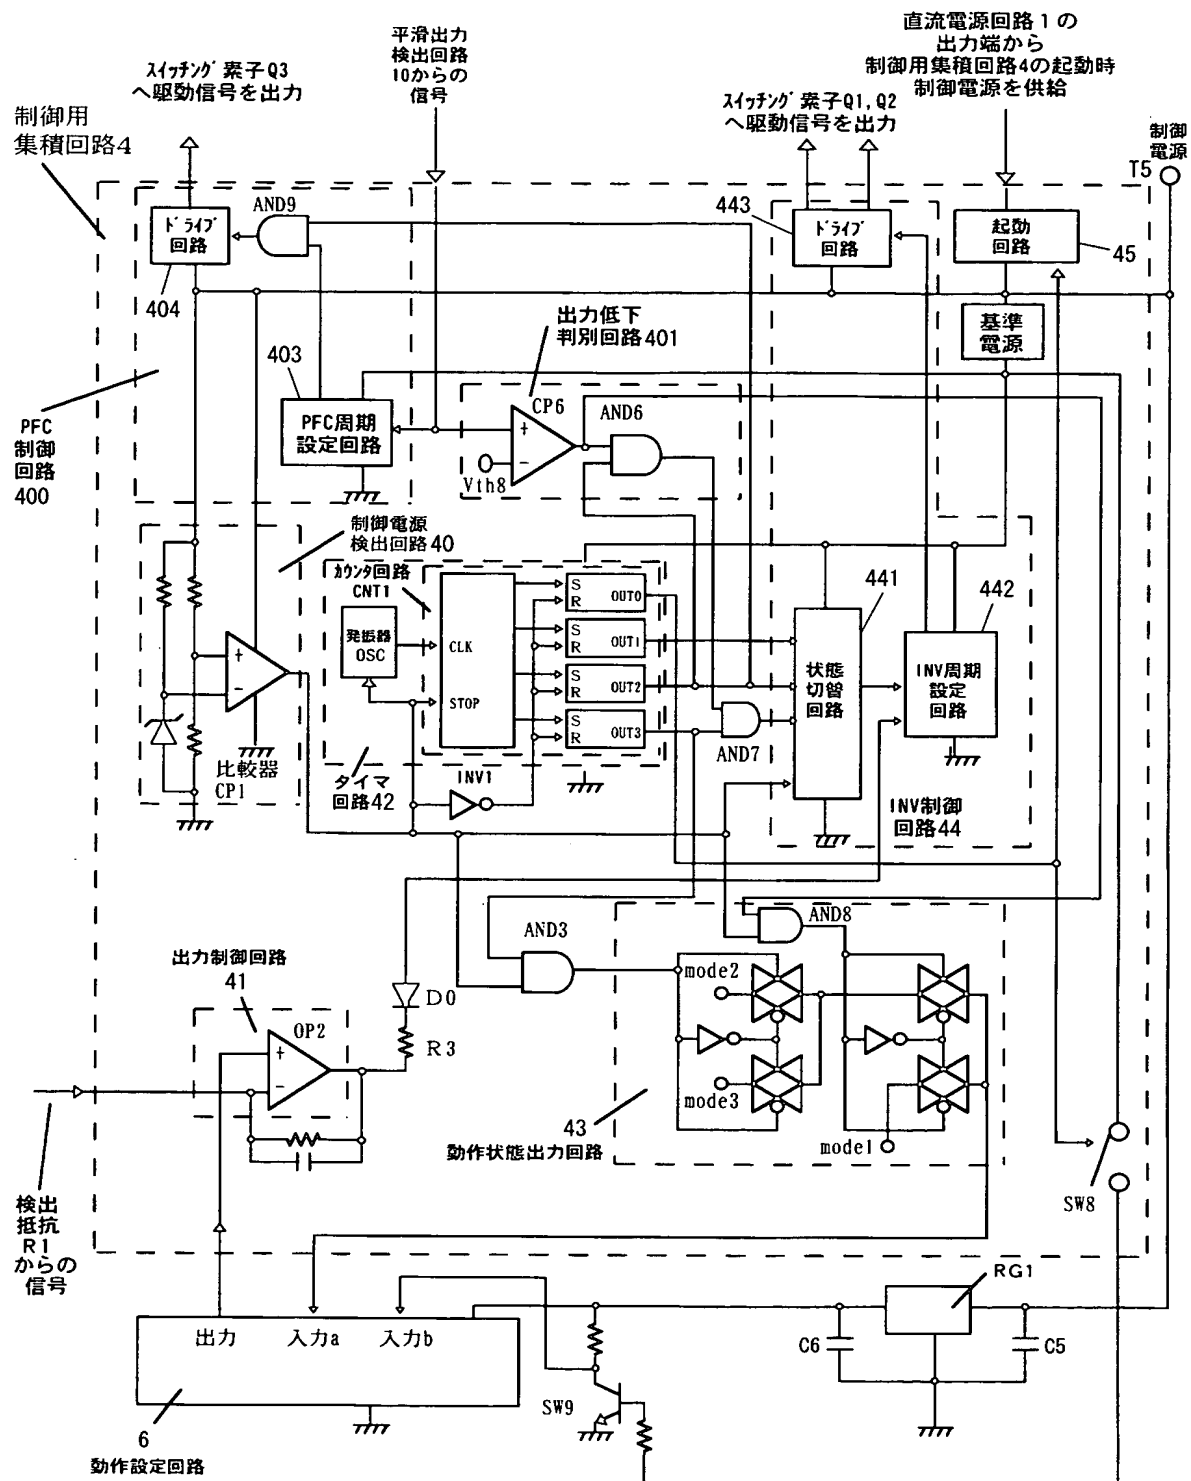 平滑出力
検出回路
10からの
信号
直流電源回路1の
出力端から
制御用集積回路4の起動時
制御電源を供給
スイッチング素子Q3
へ駆動信号を出力
スイッチング素子Q1,Q2
へ駆動信号を出力
制御用
集積回路4
制御
電源
T5
AND9
ドライブ
回路
404
443
ドライブ
回路
起動
回路
45
基準
電源
出力低下
判別回路401
403
PFC周期
設定回路
CP6
AND6
Vth8
PFC
制御
回路
400
制御電源
検出回路40
カウンタ回路
CNT1
発振器
OSC
CLK
STOP
S
R
OUT0
S
R
OUT1
S
R
OUT2
S
R
OUT3
441
442
状態
切替
回路
INV周期
設定
回路
AND7
比較器
CP1
タイマ
回路42
INV1
INV制御
回路44
AND3
AND8
出力制御回路
41
OP2
D0
R3
mode2
mode3
mode1
43
動作状態出力回路
SW8
検出
抵抗
R1
からの
信号
RG1
出力
入力a
入力b
C6
C5
SW9
6
動作設定回路